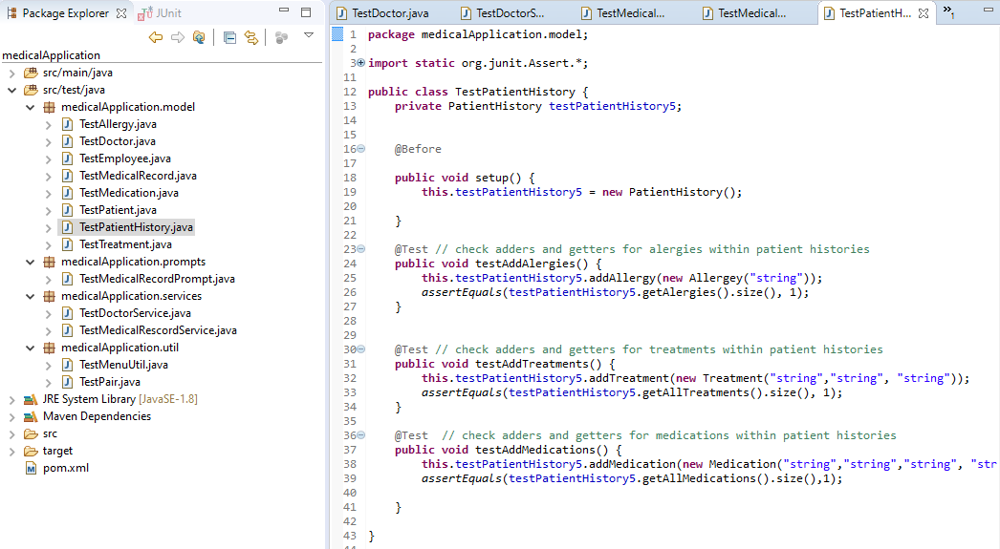 Package Explorer JUnit
medicalApplication
src/main/java
src/test/java
medicalApplication.model
TestAllergy.java
TestDoctor.java
TestEmployee.java
TestMedicalRecord.java
TestMedication.java
TestPatient.java
TestPatientHistory.java
TestTreatment.java
medicalApplication.prompts
TestMedicalRecordPrompt.java
medicalApplication.services
TestDoctorService.java
TestMedicalRescordService.java
medicalApplication.util
TestMenuUtil.java
TestPair.java
JRE System Library [JavaSE-1.8]
Maven Dependencies
src
target
pom.xml
TestDoctor.java TestDoctorS... TestMedical... TestMedical... TestPatientH... »1
1 package medicalApplication.model;
2
3 import static org.junit.Assert.*;
11
12 public class TestPatientHistory {
13 private PatientHistory testPatientHistory5;
14
15
16 @Before
17
18 public void setup() {
19 this.testPatientHistory5 = new PatientHistory();
20
21 }
22
23 @Test // check adders and getters for alergies within patient histories
24 public void testAddAlergies() {
25 this.testPatientHistory5.addAllergy(new Allergey("string"));
26 assertEquals(testPatientHistory5.getAlergies().size(), 1);
27 }
28
29
30 @Test // check adders and getters for treatments within patient histories
31 public void testAddTreatments() {
32 this.testPatientHistory5.addTreatment(new Treatment("string","string", "string"));
33 assertEquals(testPatientHistory5.getAllTreatments().size(), 1);
34 }
35
36 @Test // check adders and getters for medications within patient histories
37 public void testAddMedications() {
38 this.testPatientHistory5.addMedication(new Medication("string","string","string", "str
39 assertEquals(testPatientHistory5.getAllMedications().size(),1);
40
41 }
42
43 }